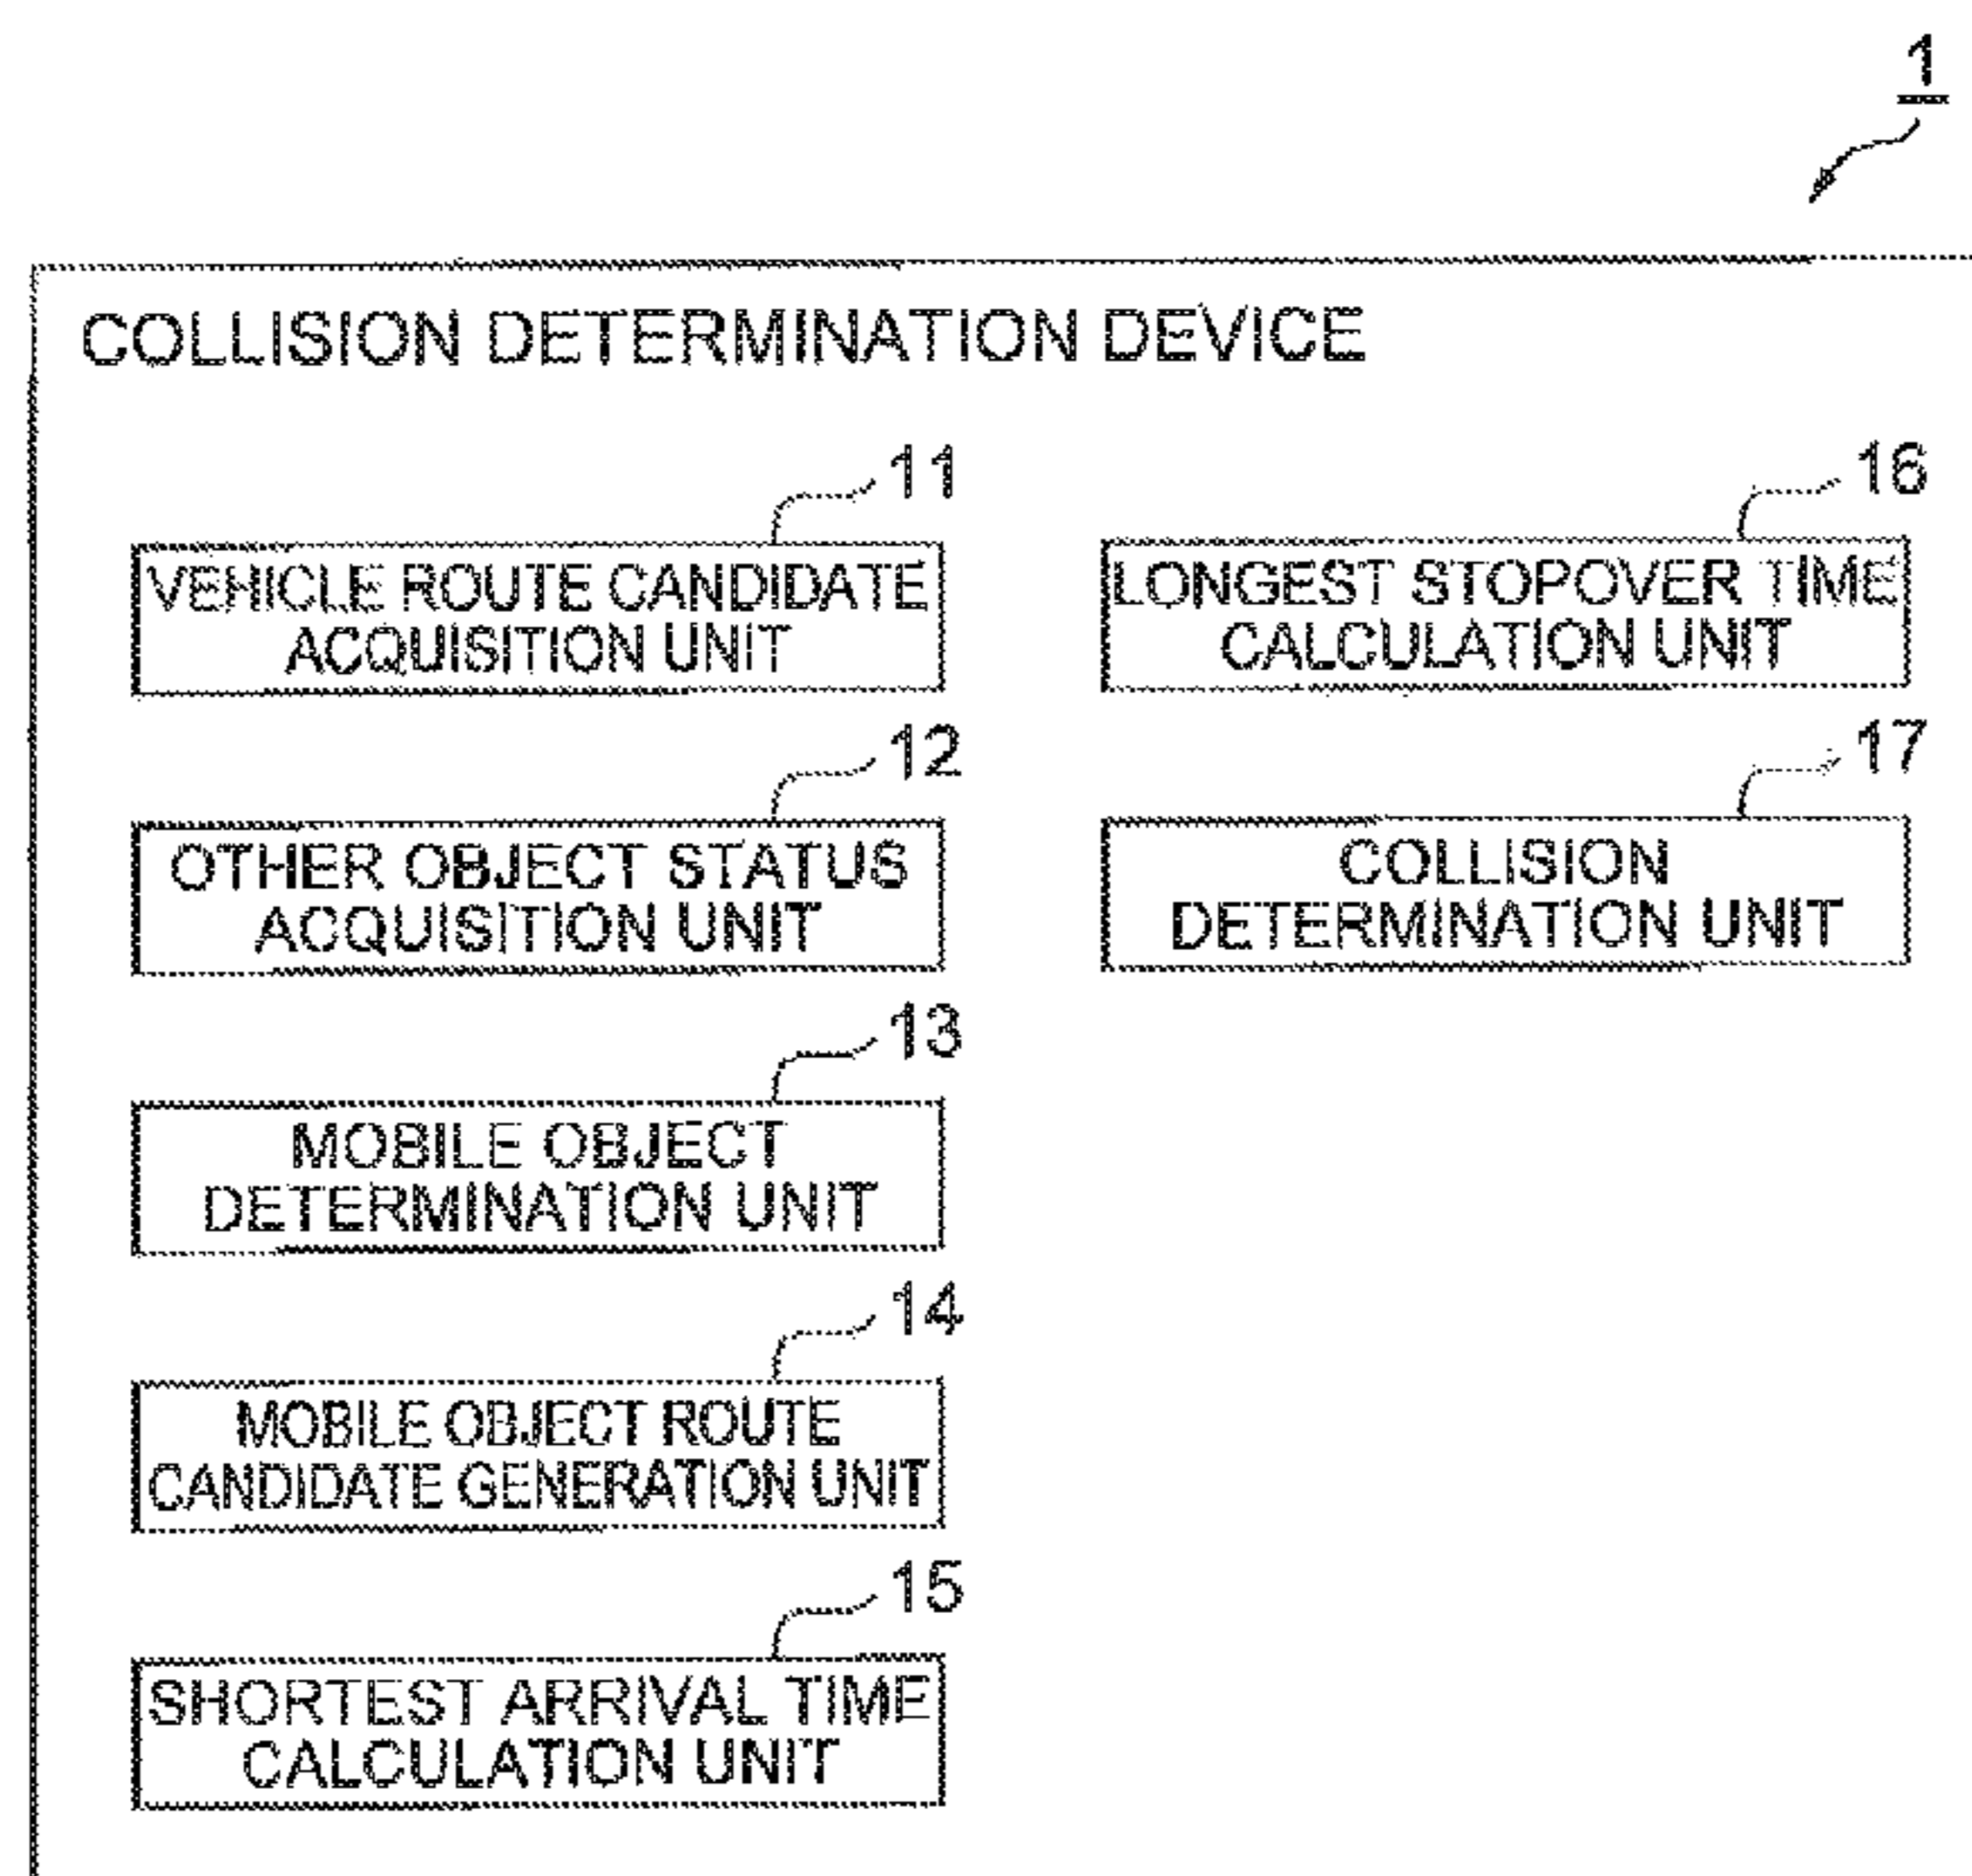 1
COLLISION DETERMINATION DEVICE
11
VEHICLE ROUTE CANDIDATE
ACQUISITION UNIT
12
OTHER OBJECT STATUS
ACQUISITION UNIT
13
MOBILE OBJECT
DETERMINATION UNIT
14
MOBILE OBJECT ROUTE
CANDIDATE GENERATION UNIT
15
SHORTEST ARRIVAL TIME
CALCULATION UNIT
16
LONGEST STOPOVER TIME
CALCULATION UNIT
17
COLLISION
DETERMINATION UNIT